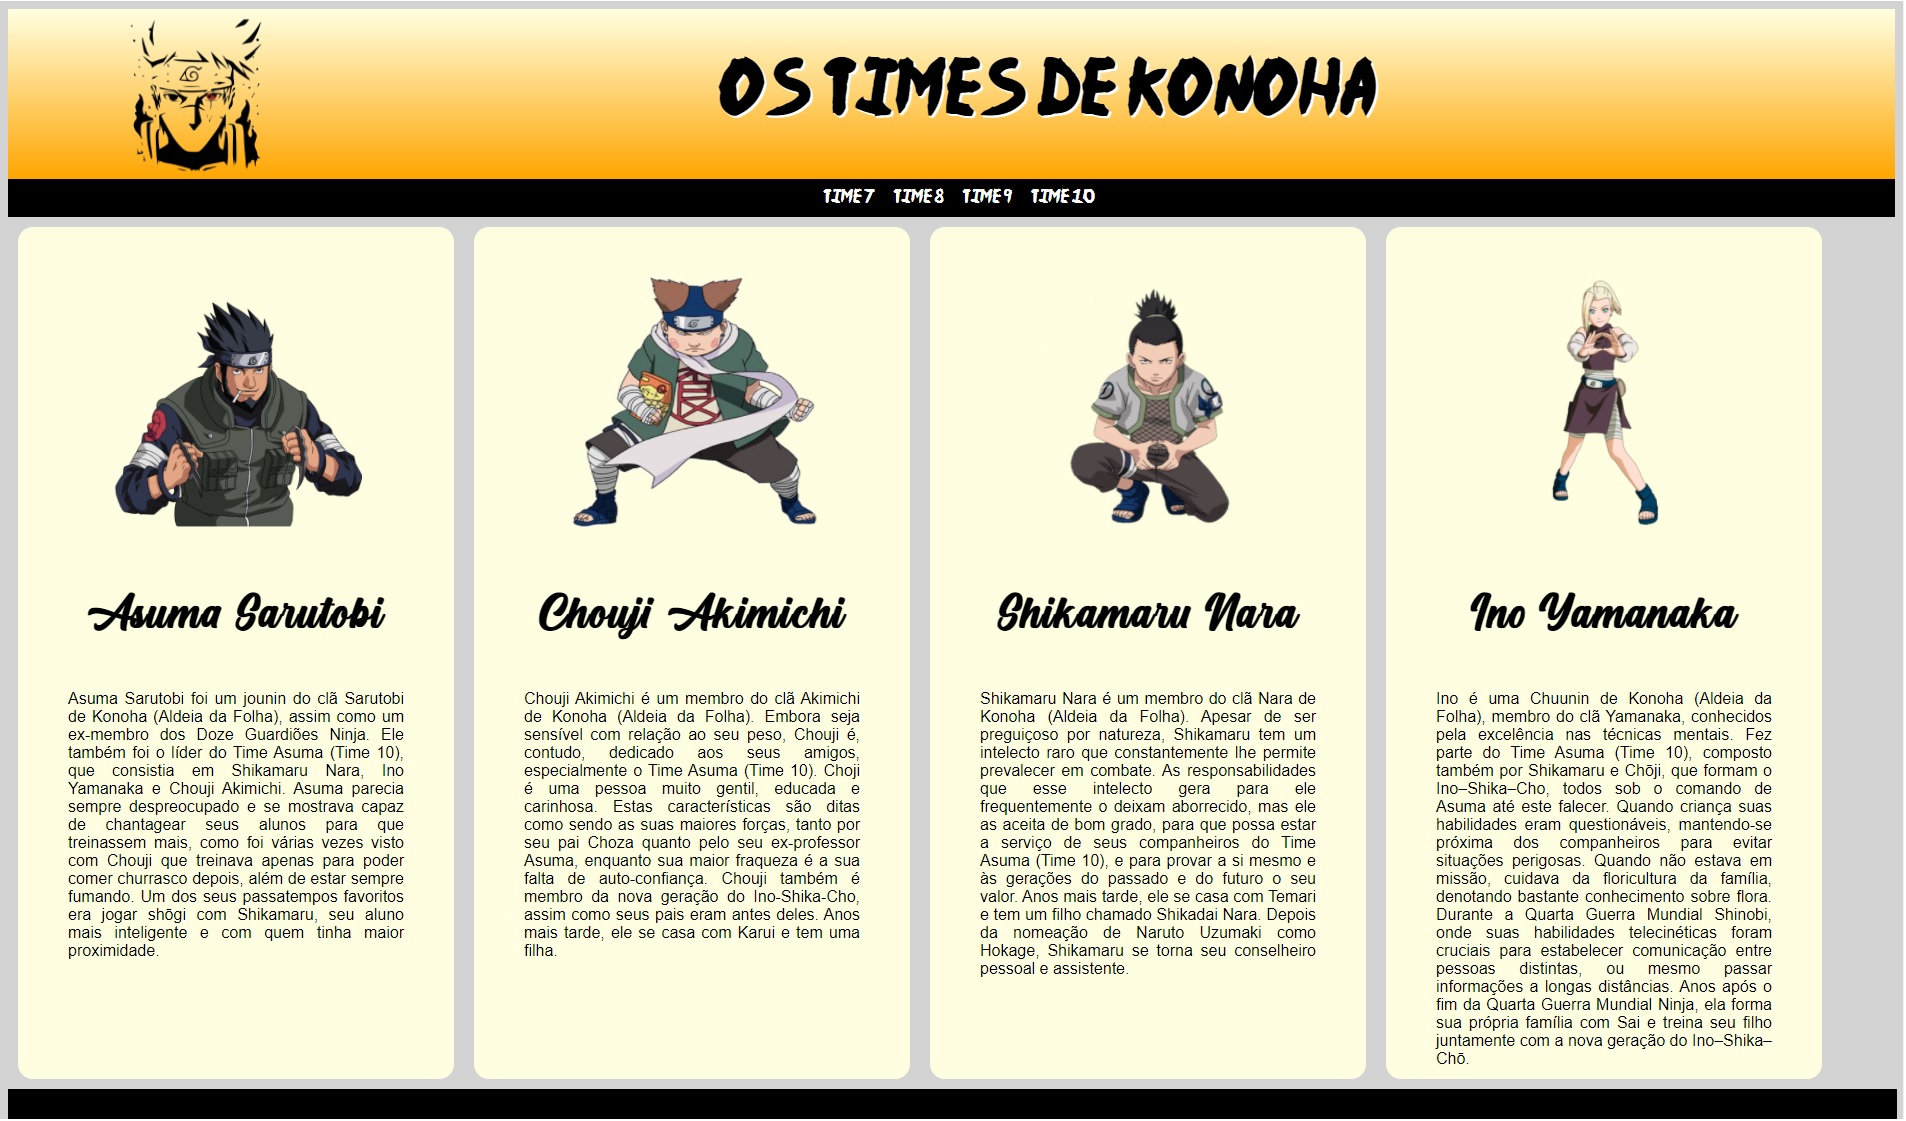 OS TIMES DE KONOHA
TIME 7 TIME 8 TIME 9 TIME 10
Asuma Sarutobi
Asuma Sarutobi foi um jounin do clã Sarutobi
de Konoha (Aldeia da Folha), assim como um
ex-membro dos Doze Guardiões Ninja. Ele
também foi o líder do Time Asuma (Time 10),
que consistia em Shikamaru Nara, Ino
Yamanaka e Chouji Akimichi. Asuma parecia
sempre despreocupado e se mostrava capaz
de chantagear seus alunos para que
treinassem mais, como foi várias vezes visto
com Chouji que treinava apenas para poder
comer churrasco depois, além de estar sempre
fumando. Um dos seus passatempos favoritos
era jogar shōgi com Shikamaru, seu aluno
mais inteligente e com quem tinha maior
proximidade.
Chouji Akimichi
Chouji Akimichi é um membro do clã Akimichi
de Konoha (Aldeia da Folha). Embora seja
sensível com relação ao seu peso, Chouji é,
contudo, dedicado aos seus amigos,
especialmente o Time Asuma (Time 10). Choji
é uma pessoa muito gentil, educada e
carinhosa. Estas características são ditas
como sendo as suas maiores forças, tanto por
seu pai Choza quanto pelo seu ex-professor
Asuma, enquanto sua maior fraqueza é a sua
falta de auto-confiança. Chouji também é
membro da nova geração do Ino-Shika-Cho,
assim como seus pais eram antes deles. Anos
mais tarde, ele se casa com Karui e tem uma
filha.
Shikamaru Nara
Shikamaru Nara é um membro do clã Nara de
Konoha (Aldeia da Folha). Apesar de ser
preguiçoso por natureza, Shikamaru tem um
intelecto raro que constantemente lhe permite
prevalecer em combate. As responsabilidades
que esse intelecto gera para ele
frequentemente o deixam aborrecido, mas ele
as aceita de bom grado, para que possa estar
a serviço de seus companheiros do Time
Asuma (Time 10), e para provar a si mesmo e
às gerações do passado e do futuro o seu
valor. Anos mais tarde, ele se casa com Temari
e tem um filho chamado Shikadai Nara. Depois
da nomeação de Naruto Uzumaki como
Hokage, Shikamaru se torna seu conselheiro
pessoal e assistente.
Ino Yamanaka
Ino é uma Chuunin de Konoha (Aldeia da
Folha), membro do clã Yamanaka, conhecidos
pela excelência nas técnicas mentais. Fez
parte do Time Asuma (Time 10), composto
também por Shikamaru e Chōji, que formam o
Ino–Shika–Cho, todos sob o comando de
Asuma até este falecer. Quando criança suas
habilidades eram questionáveis, mantendo-se
próxima dos companheiros para evitar
situações perigosas. Quando não estava em
missão, cuidava da floricultura da família,
denotando bastante conhecimento sobre flora.
Durante a Quarta Guerra Mundial Shinobi,
onde suas habilidades telecinéticas foram
cruciais para estabelecer comunicação entre
pessoas distintas, ou mesmo passar
informações a longas distâncias. Anos após o
fim da Quarta Guerra Mundial Ninja, ela forma
sua própria família com Sai e treina seu filho
juntamente com a nova geração do Ino–Shika–
Chō.